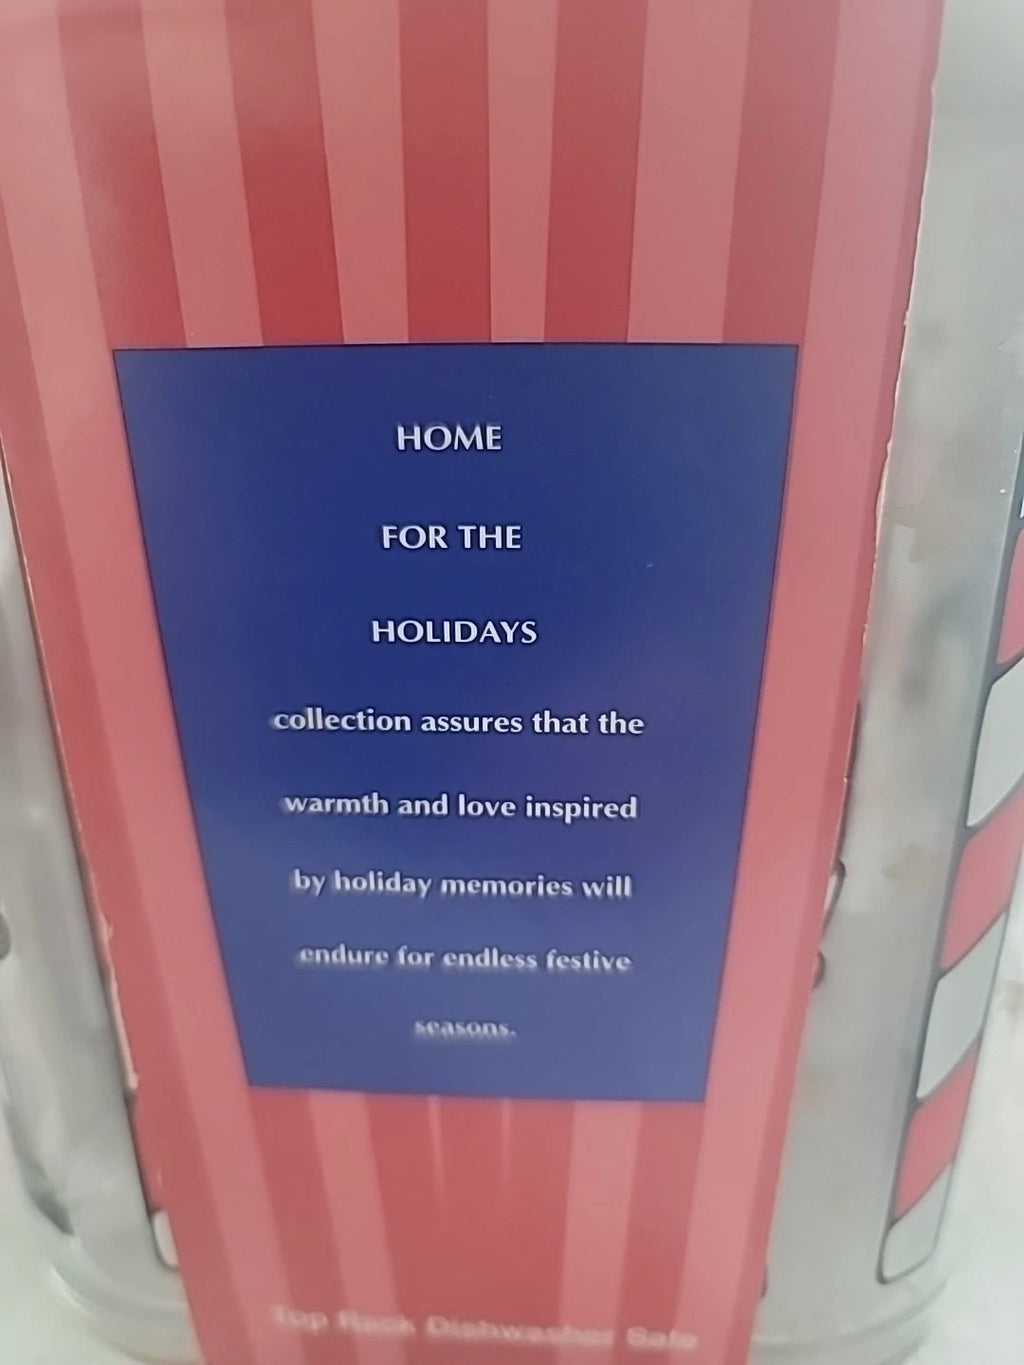 HOME
FOR THE
HOLIDAYS
collection assures that the
warmth and love inspired
by holiday memories will
endure for endless festive
seasons.
Top Rack Dishwasher Safe